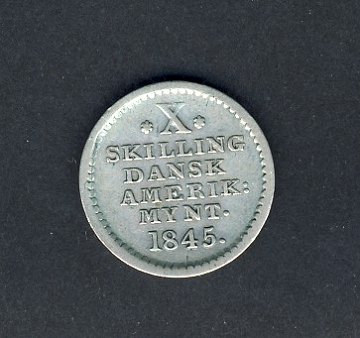 X
SKILLING
DANSK
AMERIK:
MYNT.
1845.